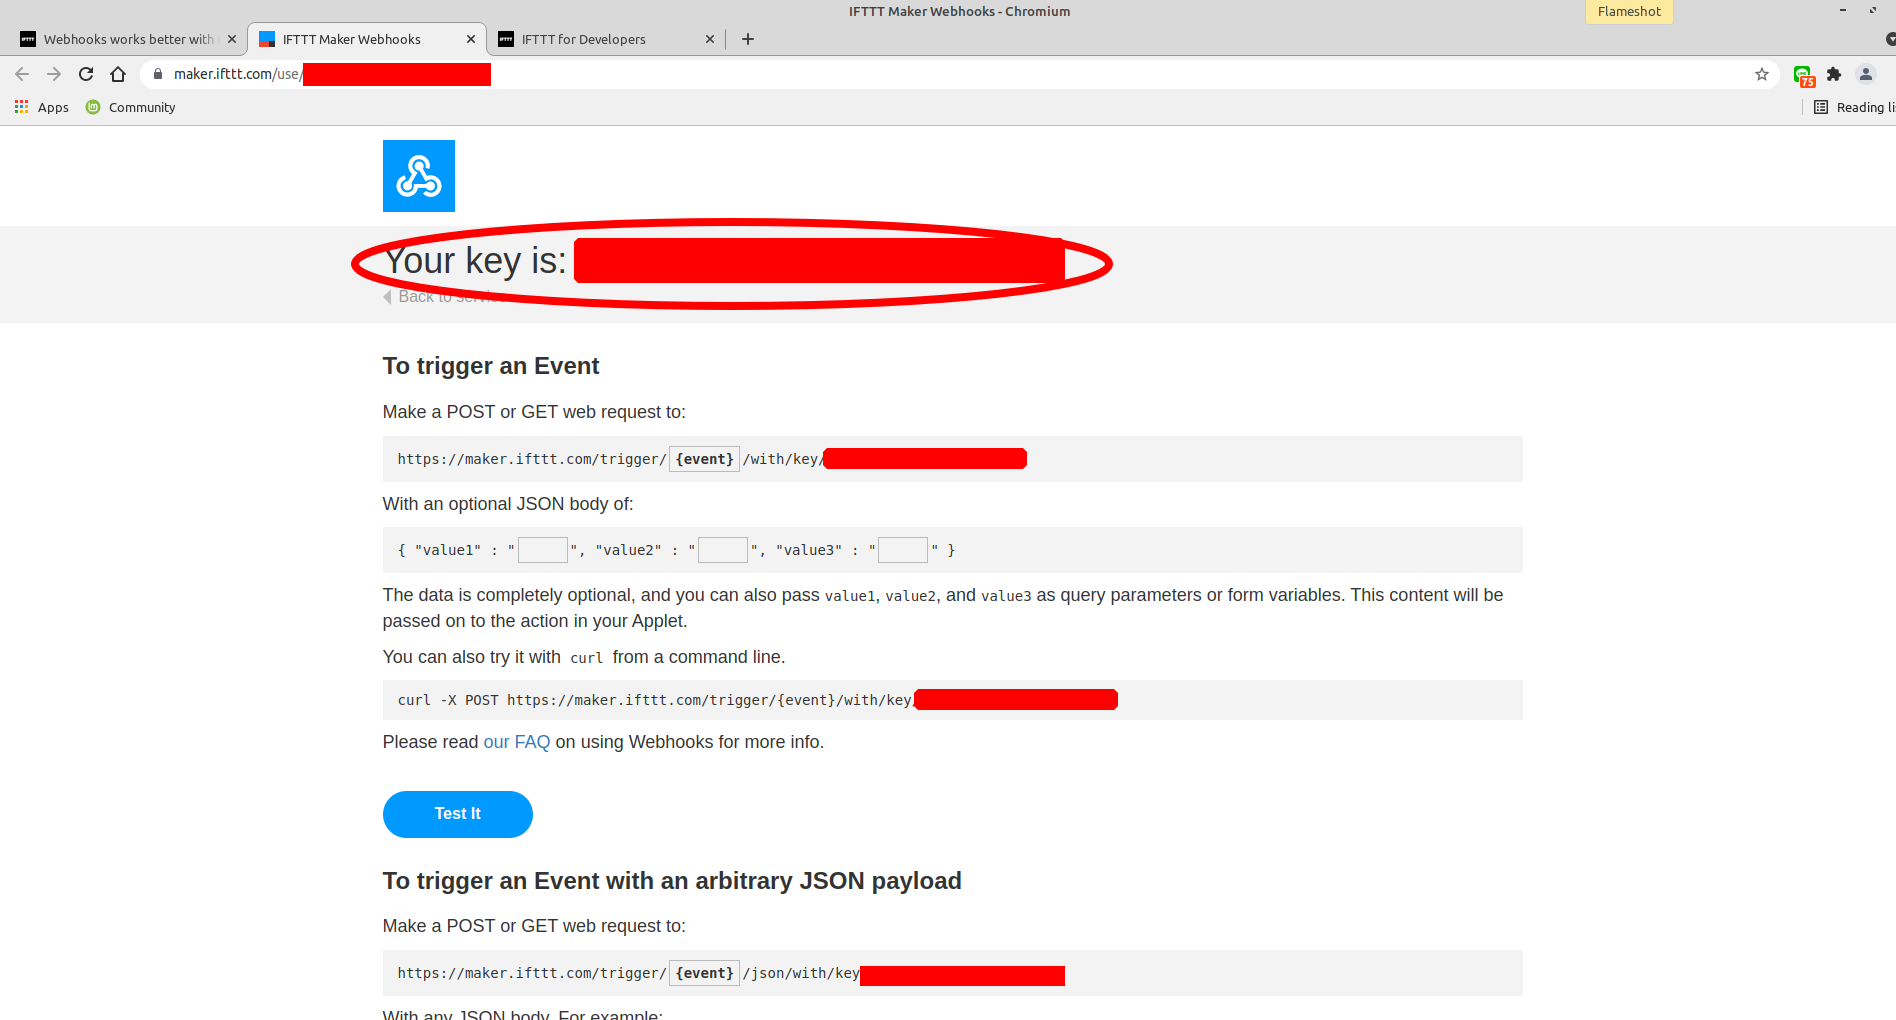 IFTTT Maker Webhooks - Chromium
Flameshot
Webhooks works better with
IFTTT Maker Webhooks
IFTTT for Developers
maker.ifttt.com/use/
75
Apps
Community
Reading li
Your key is:
Back to servic
To trigger an Event
Make a POST or GET web request to:
https://maker.ifttt.com/trigger/ {event} /with/key/
With an optional JSON body of:
{ "value1" : " ", "value2" : " ", "value3" : " " }
The data is completely optional, and you can also pass value1, value2, and value3 as query parameters or form variables. This content will be
passed on to the action in your Applet.
You can also try it with curl from a command line.
curl -X POST https://maker.ifttt.com/trigger/{event}/with/key/
Please read our FAQ on using Webhooks for more info.
Test It
To trigger an Event with an arbitrary JSON payload
Make a POST or GET web request to:
https://maker.ifttt.com/trigger/ {event} /json/with/key
With any JSON body. For example: